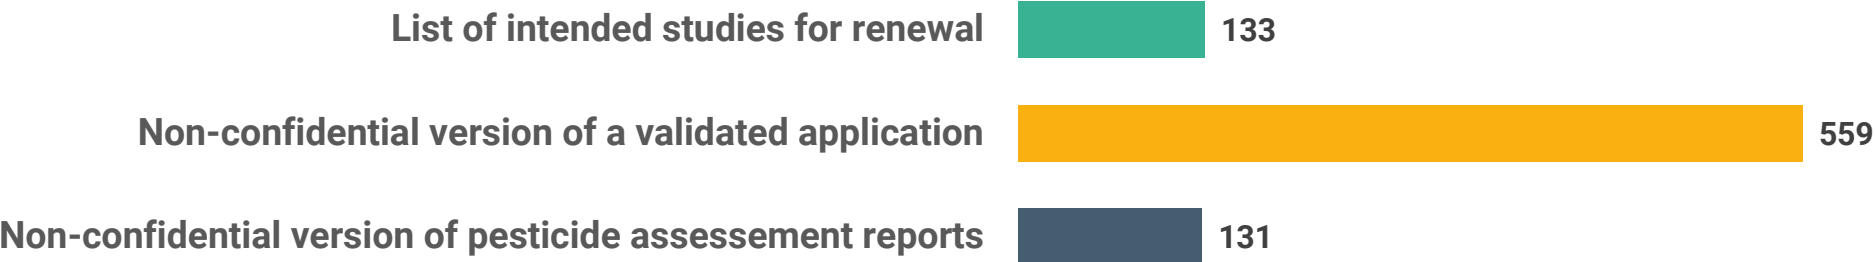 List of intended studies for renewal 133
Non-confidential version of a validated application 559
Non-confidential version of pesticide assessement reports 131